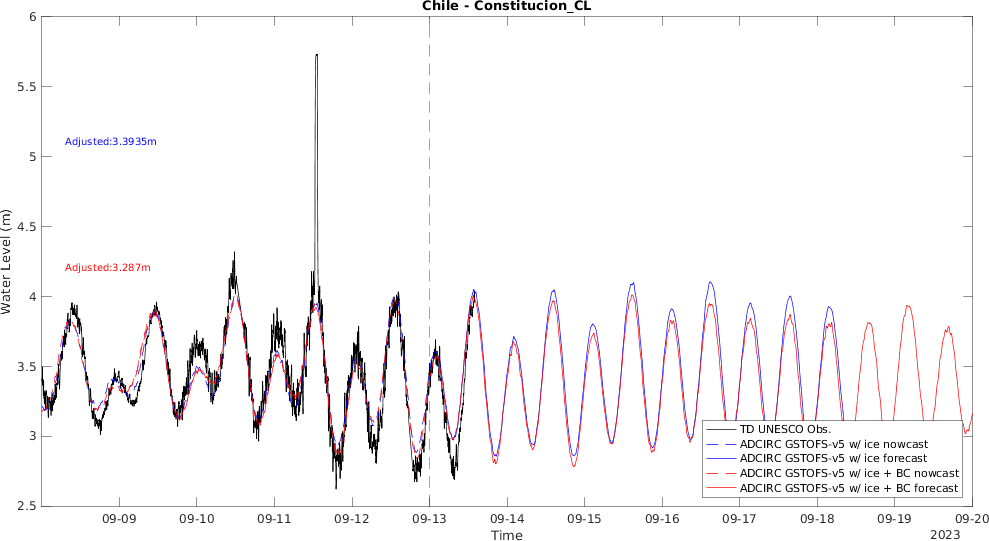 Chile - Constitucion_CL
6
5.5
5
4.5
4
3.5
3
2.5
Water Level (m)
Adjusted:3.3935m
Adjusted:3.287m
TD UNESCO Obs.
ADCIRC GSTOFS-v5 w/ ice nowcast
ADCIRC GSTOFS-v5 w/ ice forecast
ADCIRC GSTOFS-v5 w/ ice + BC nowcast
ADCIRC GSTOFS-v5 w/ ice + BC forecast
09-09 09-10 09-11 09-12 09-13 09-14 09-15 09-16 09-17 09-18 09-19 09-20
Time
2023